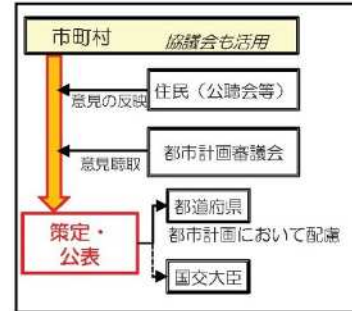 市町村 協議会も活用
住民（公聴会等）
意見の反映
都市計画審議会
意見聴取
都道府県
策定・
公表
都市計画において配慮
国交大臣